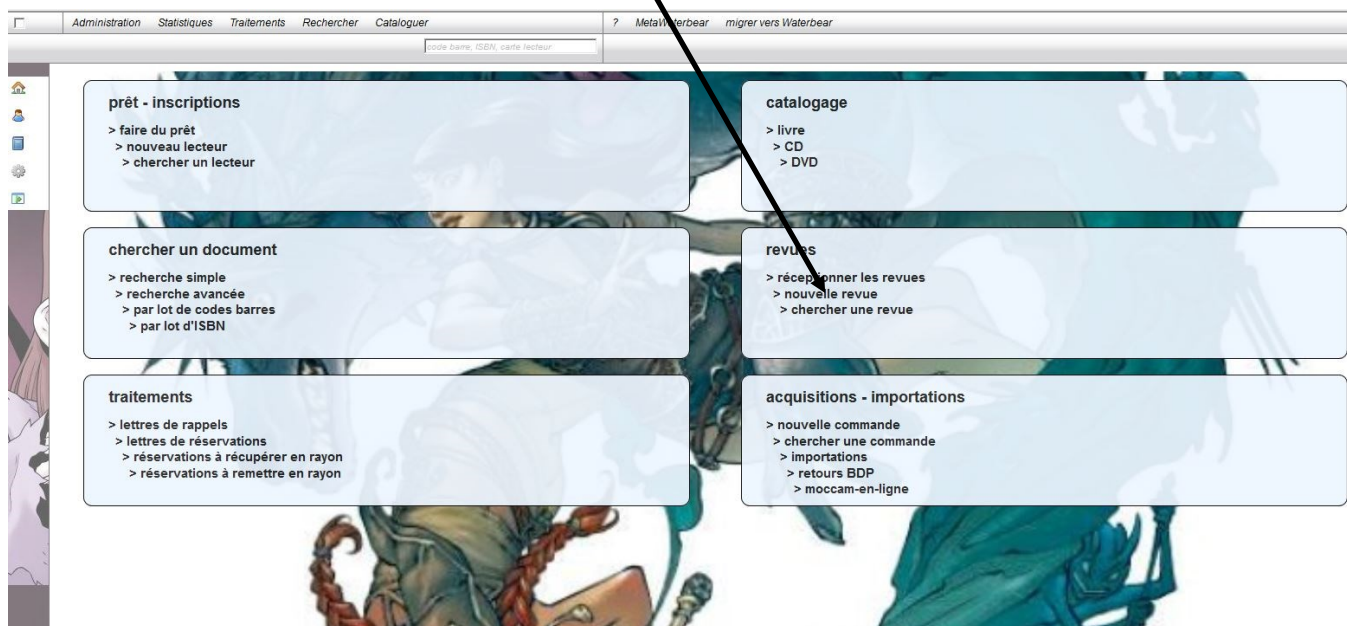 Administration Statistiques Traitements Rechercher Cataloguer ? MetaWaterbear migrer vers Waterbear
code barre, ISBN, carte lecteur
prêt - inscriptions
> faire du prêt
> nouveau lecteur
> chercher un lecteur
catalogage
> livre
> CD
> DVD
chercher un document
> recherche simple
> recherche avancée
> par lot de codes barres
> par lot d'ISBN
revues
> réceptionner les revues
> nouvelle revue
> chercher une revue
traitements
> lettres de rappels
> lettres de réservations
> réservations à récupérer en rayon
> réservations à remettre en rayon
acquisitions - importations
> nouvelle commande
> chercher une commande
> importations
> retours BDP
> moccam-en-ligne